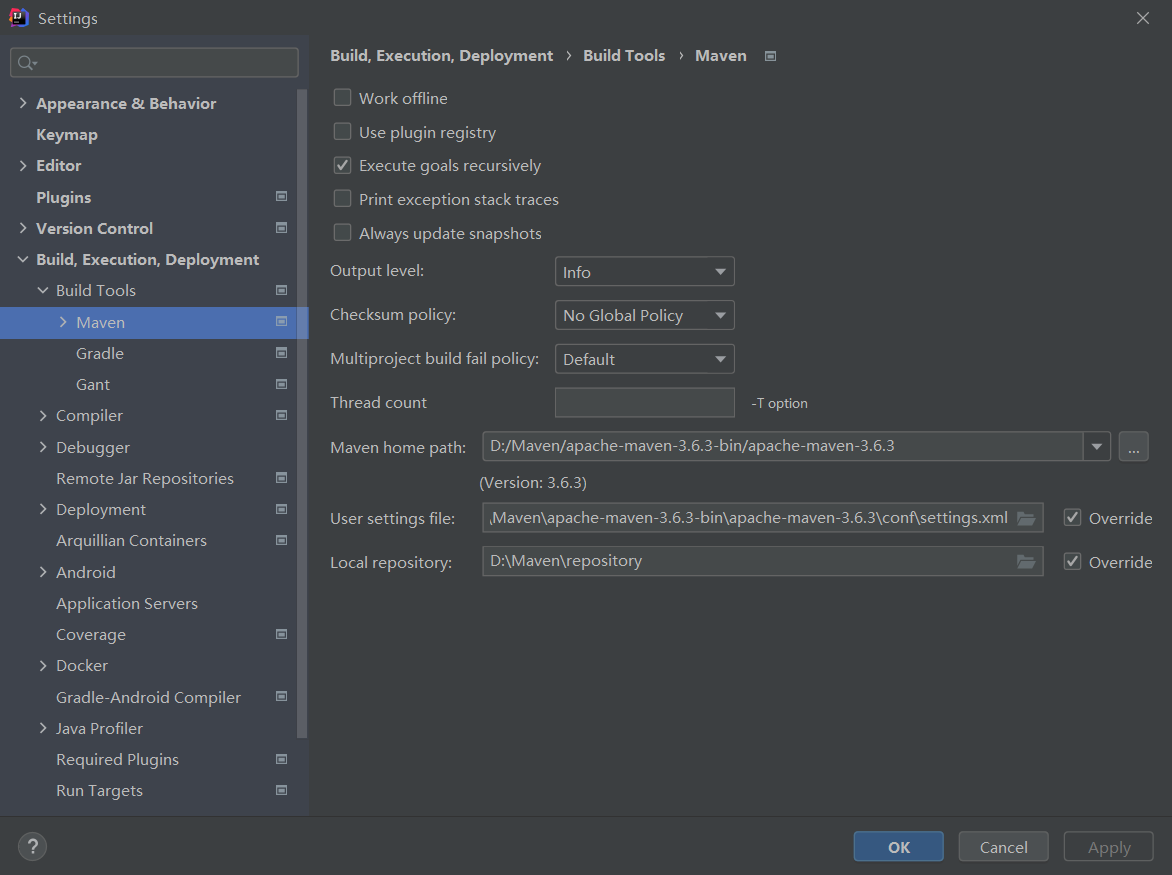 Settings
Appearance & Behavior
Keymap
Editor
Plugins
Version Control
Build, Execution, Deployment
Build Tools
Maven
Gradle
Gant
Compiler
Debugger
Remote Jar Repositories
Deployment
Arquillian Containers
Android
Application Servers
Coverage
Docker
Gradle-Android Compiler
Java Profiler
Required Plugins
Run Targets
Build, Execution, Deployment › Build Tools › Maven
Work offline
Use plugin registry
Execute goals recursively
Print exception stack traces
Always update snapshots
Output level: Info
Checksum policy: No Global Policy
Multiproject build fail policy: Default
Thread count -T option
Maven home path: D:/Maven/apache-maven-3.6.3-bin/apache-maven-3.6.3 ...
(Version: 3.6.3)
User settings file: \Maven\apache-maven-3.6.3-bin\apache-maven-3.6.3\conf\settings.xml Override
Local repository: D:\Maven\repository Override
? OK Cancel Apply